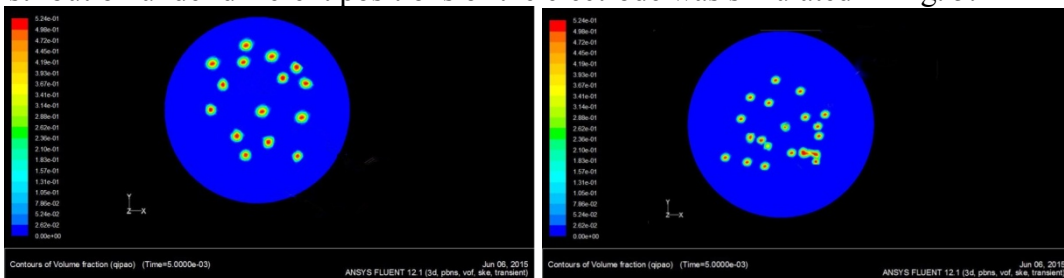 5.24e-01
4.98e-01
4.72e-01
4.45e-01
4.19e-01
3.93e-01
3.67e-01
3.41e-01
3.14e-01
2.88e-01
2.62e-01
2.36e-01
2.10e-01
1.83e-01
1.57e-01
1.31e-01
1.05e-01
7.86e-02
5.24e-02
2.62e-02
0.00e+00
Y
Z X
Contours of Volume fraction (qipao) (Time=5.0000e-03)
Jun 06, 2015
ANSYS FLUENT 12.1 (3d, pbns, vof, ske, transient)
5.24e-01
4.98e-01
4.72e-01
4.45e-01
4.19e-01
3.93e-01
3.67e-01
3.41e-01
3.14e-01
2.88e-01
2.62e-01
2.36e-01
2.10e-01
1.83e-01
1.57e-01
1.31e-01
1.05e-01
7.86e-02
5.24e-02
2.62e-02
0.00e+00
Y
Z X
Contours of Volume fraction (qipao) (Time=5.0000e-03)
Jun 06, 2015
ANSYS FLUENT 12.1 (3d, pbns, vof, ske, transient)